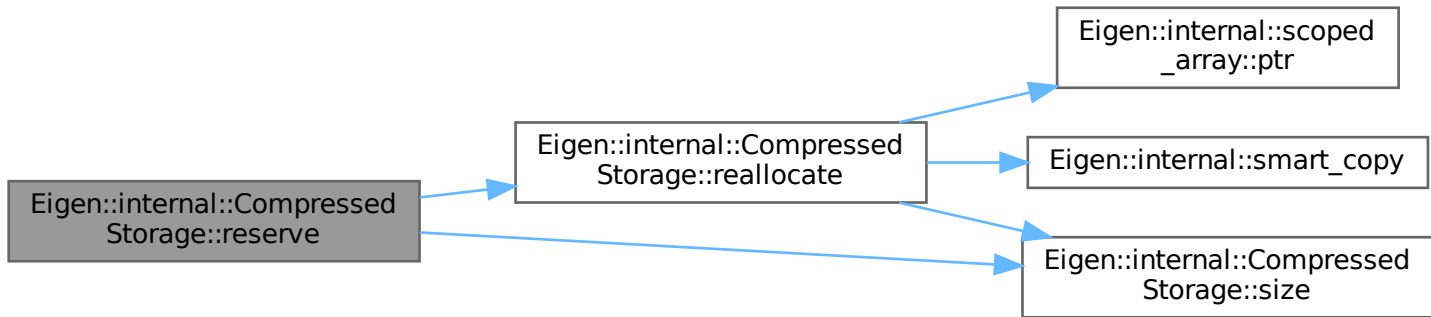 Eigen::internal::Compressed
Storage::reserve
Eigen::internal::Compressed
Storage::reallocate
Eigen::internal::scoped
_array::ptr
Eigen::internal::smart_copy
Eigen::internal::Compressed
Storage::size